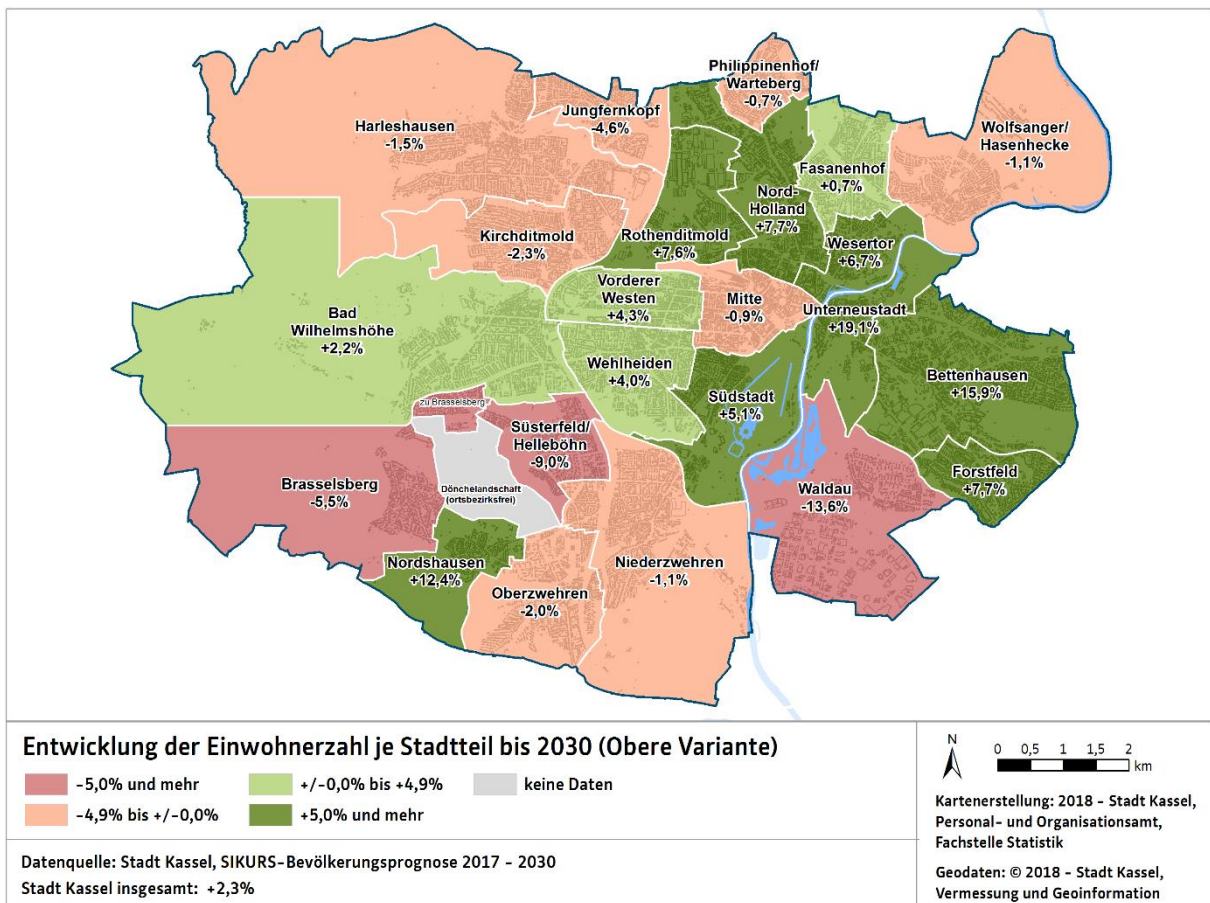 Philippinenhof/
Warteberg
-0,7%
Jungfernkopf
-4,6%
Harleshausen
-1,5%
Wolfsanger/
Hasenhecke
-1,1%
Fasanenhof
+0,7%
Nord-
Holland
+7,7%
Kirchditmold
-2,3%
Rothenditmold
+7,6%
Wesertor
+6,7%
Vorderer
Westen
+4,3%
Mitte
-0,9%
Unterneustadt
+19,1%
Bad
Wilhelmshöhe
+2,2%
Wehlheiden
+4,0%
Bettenhausen
+15,9%
Südstadt
+5,1%
zu Brasselsberg
Süsterfeld/
Helleböhn
-9,0%
Brasselsberg
-5,5%
Dönchelandschaft
(ortsbezirksfrei)
Waldau
-13,6%
Forstfeld
+7,7%
Nordshausen
+12,4%
Niederzwehren
-1,1%
Oberzwehren
-2,0%
Entwicklung der Einwohnerzahl je Stadtteil bis 2030 (Obere Variante)
-5,0% und mehr
+/-0,0% bis +4,9%
keine Daten
-4,9% bis +/-0,0%
+5,0% und mehr
Datenquelle: Stadt Kassel, SIKURS-Bevölkerungsprognose 2017 - 2030
Stadt Kassel insgesamt: +2,3%
N
0 0,5 1 1,5 2
km
Kartenerstellung: 2018 - Stadt Kassel,
Personal- und Organisationsamt,
Fachstelle Statistik
Geodaten: © 2018 - Stadt Kassel,
Vermessung und Geoinformation